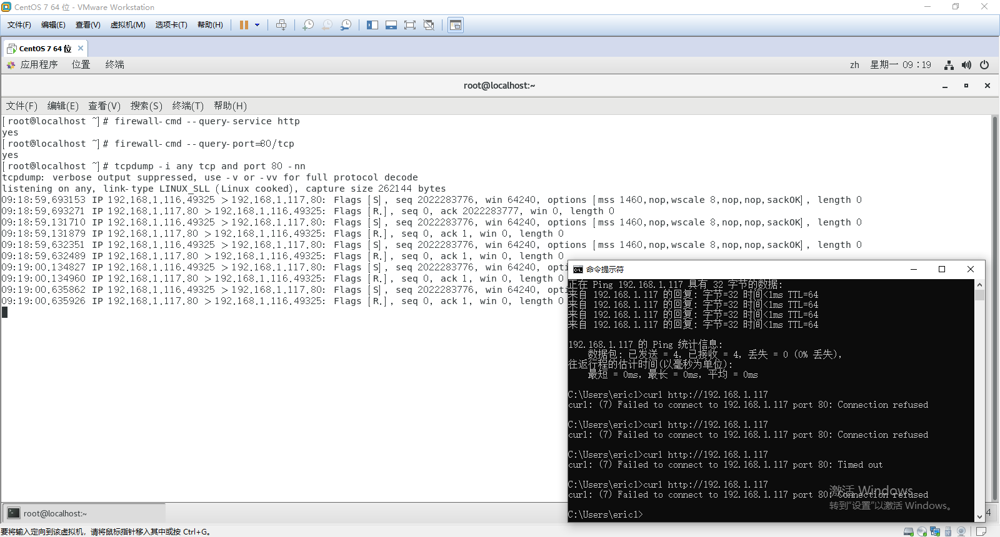 CentOS 7 64 位 - VMware Workstation
文件(F) 编辑(E) 查看(V) 虚拟机(M) 选项卡(T) 帮助(H)
CentOS 7 64 位
应用程序 位置 终端 zh 星期一 09：19
root@localhost:~
文件(F) 编辑(E) 查看(V) 搜索(S) 终端(T) 帮助(H)
[root@localhost ~]# firewall-cmd --query-service http
yes
[root@localhost ~]# firewall-cmd --query-port=80/tcp
yes
[root@localhost ~]# tcpdump -i any tcp and port 80 -nn
tcpdump: verbose output suppressed, use -v or -vv for full protocol decode
listening on any, link-type LINUX_SLL (Linux cooked), capture size 262144 bytes
09:18:59.693153 IP 192.168.1.116.49325 > 192.168.1.117.80: Flags [S], seq 2022283776, win 64240, options [mss 1460,nop,wscale 8,nop,nop,sackOK], length 0
09:18:59.693271 IP 192.168.1.117.80 > 192.168.1.116.49325: Flags [R.], seq 0, ack 2022283777, win 0, length 0
09:18:59.131710 IP 192.168.1.116.49325 > 192.168.1.117.80: Flags [S], seq 2022283776, win 64240, options [mss 1460,nop,wscale 8,nop,nop,sackOK], length 0
09:18:59.131879 IP 192.168.1.117.80 > 192.168.1.116.49325: Flags [R.], seq 0, ack 1, win 0, length 0
09:18:59.632351 IP 192.168.1.116.49325 > 192.168.1.117.80: Flags [S], seq 2022283776, win 64240, options [mss 1460,nop,wscale 8,nop,nop,sackOK], length 0
09:18:59.632489 IP 192.168.1.117.80 > 192.168.1.116.49325: Flags [R.], seq 0, ack 1, win 0, length 0
09:19:00.134827 IP 192.168.1.116.49325 > 192.168.1.117.80: Flags [S], seq 2022283776, win 64240, opti
09:19:00.134960 IP 192.168.1.117.80 > 192.168.1.116.49325: Flags [R.], seq 0, ack 1, win 0, length 0
09:19:00.635862 IP 192.168.1.116.49325 > 192.168.1.117.80: Flags [S], seq 2022283776, win 64240, opti
09:19:00.635926 IP 192.168.1.117.80 > 192.168.1.116.49325: Flags [R.], seq 0, ack 1, win 0, length 0
命令提示符
正在 Ping 192.168.1.117 具有 32 字节的数据:
来自 192.168.1.117 的回复: 字节=32 时间<1ms TTL=64
来自 192.168.1.117 的回复: 字节=32 时间<1ms TTL=64
来自 192.168.1.117 的回复: 字节=32 时间<1ms TTL=64
来自 192.168.1.117 的回复: 字节=32 时间<1ms TTL=64
192.168.1.117 的 Ping 统计信息:
数据包: 已发送 = 4, 已接收 = 4, 丢失 = 0 (0% 丢失),
往返行程的估计时间(以毫秒为单位):
最短 = 0ms, 最长 = 0ms, 平均 = 0ms
C:\Users\eric1>curl http://192.168.1.117
curl: (7) Failed to connect to 192.168.1.117 port 80: Connection refused
C:\Users\eric1>curl http://192.168.1.117
curl: (7) Failed to connect to 192.168.1.117 port 80: Connection refused
C:\Users\eric1>curl http://192.168.1.117
curl: (7) Failed to connect to 192.168.1.117 port 80: Timed out
C:\Users\eric1>curl http://192.168.1.117
curl: (7) Failed to connect to 192.168.1.117 port 80: Connection refused
C:\Users\eric1>
激活 Windows
转到“设置”以激活 Windows。
root@localhost:~
4
要将输入定向到该虚拟机，请将鼠标指针移入其中或按 Ctrl+G。